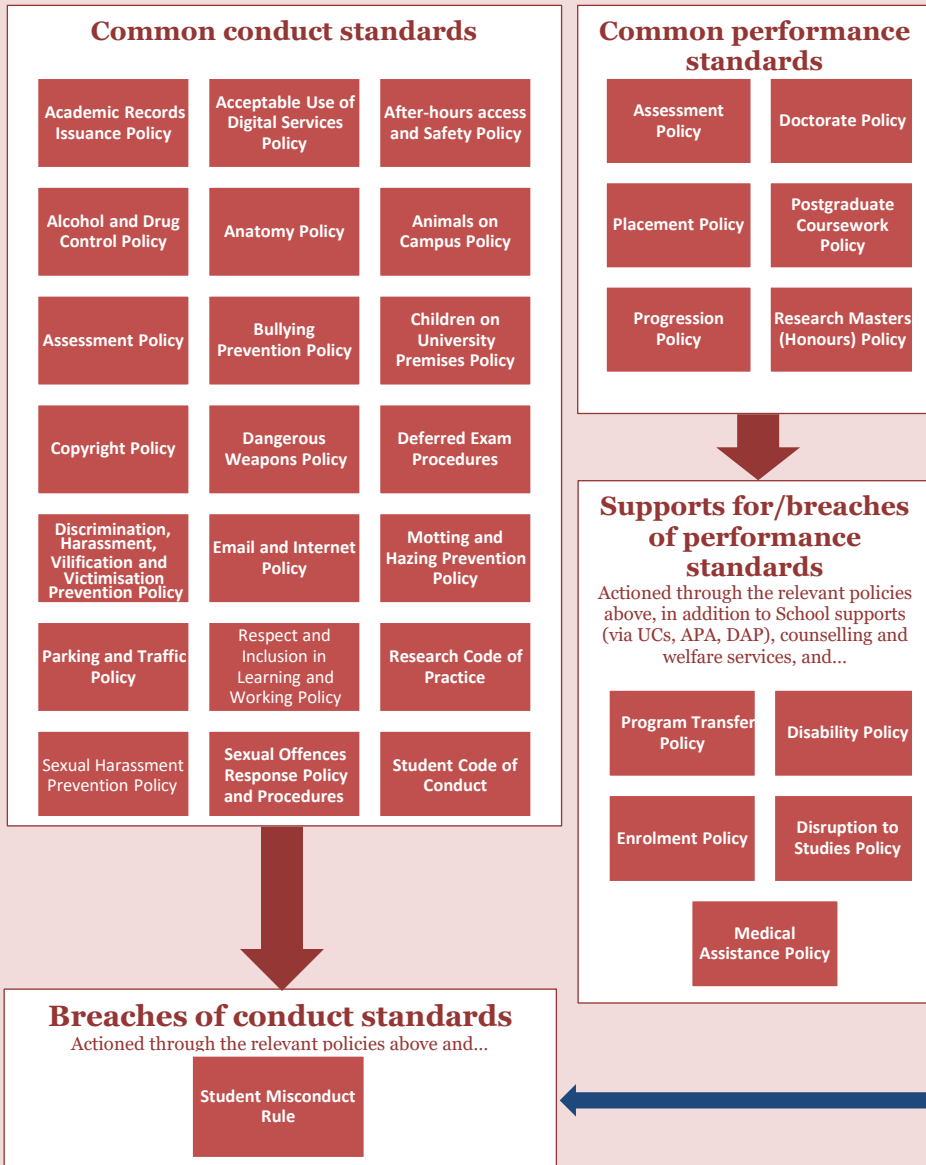 Common conduct standards
Academic Records
Issuance Policy
Acceptable Use of
Digital Services
Policy
After-hours access
and Safety Policy
Alcohol and Drug
Control Policy
Anatomy Policy
Animals on
Campus Policy
Assessment Policy
Bullying
Prevention Policy
Children on
University
Premises Policy
Copyright Policy
Dangerous
Weapons Policy
Deferred Exam
Procedures
Discrimination,
Harassment,
Vilification and
Victimisation
Prevention Policy
Email and Internet
Policy
Motting and
Hazing Prevention
Policy
Parking and Traffic
Policy
Respect and
Inclusion in
Learning and
Working Policy
Research Code of
Practice
Sexual Harassment
Prevention Policy
Sexual Offences
Response Policy
and Procedures
Student Code of
Conduct
Breaches of conduct standards
Actioned through the relevant policies above and...
Student Misconduct
Rule
Common performance
standards
Assessment
Policy
Doctorate Policy
Placement Policy
Postgraduate
Coursework
Policy
Progression
Policy
Research Masters
(Honours) Policy
Supports for/breaches
of performance
standards
Actioned through the relevant policies
above, in addition to School supports
(via UCs, APA, DAP), counselling and
welfare services, and...
Program Transfer
Policy
Disability Policy
Enrolment Policy
Disruption to
Studies Policy
Medical
Assistance Policy